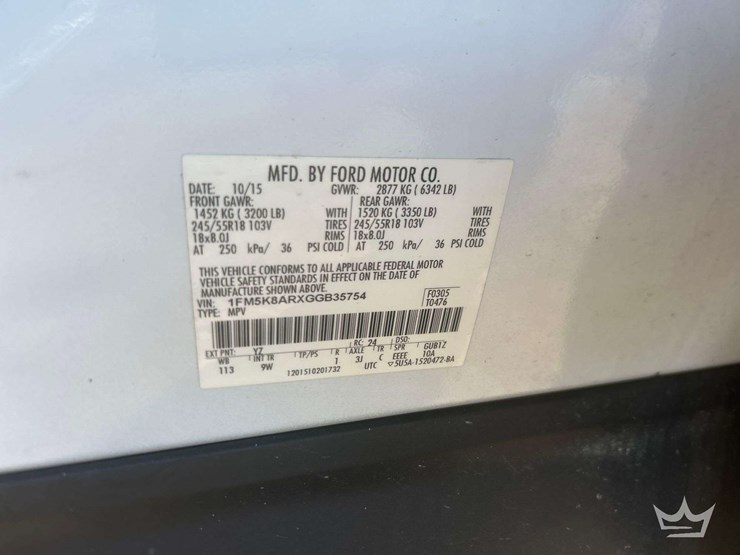 MFD. BY FORD MOTOR CO.
DATE: 10/15 GVWR: 2877 KG ( 6342 LB)
FRONT GAWR: REAR GAWR:
1452 KG ( 3200 LB) WITH 1520 KG ( 3350 LB) WITH
245/55R18 103V TIRES 245/55R18 103V TIRES
18x8.0J RIMS 18x8.0J RIMS
AT 250 kPa/ 36 PSI COLD AT 250 kPa/ 36 PSI COLD
THIS VEHICLE CONFORMS TO ALL APPLICABLE FEDERAL MOTOR
VEHICLE SAFETY STANDARDS IN EFFECT ON THE DATE OF
MANUFACTURE SHOWN ABOVE.
VIN: 1FM5K8ARXGGB35754 F0305
TYPE: MPV T0476
EXT PNT: YZ RC: 24 DSO:
WB INT TR TP/PS R AXLE TR SPR GUB1Z
113 9W 1 3J C EEEE 10A
1201510201732 UTC ▽5USA-1520472-BA